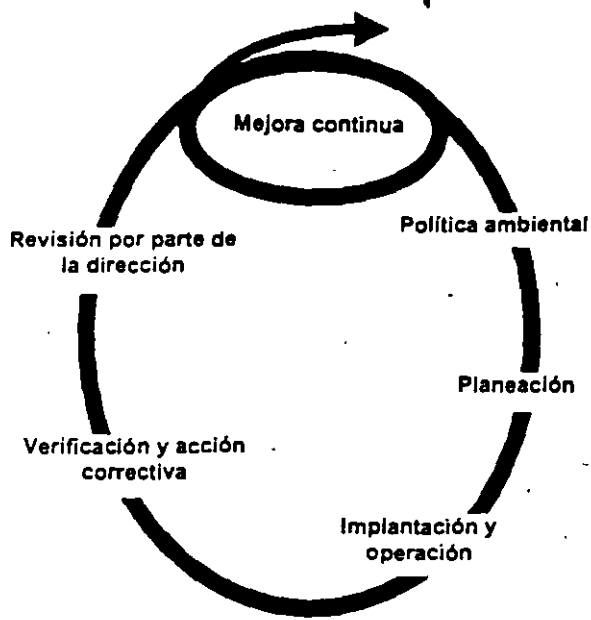 Mejora continua
Política ambiental
Planeación
Implantación y
operación
Verificación y acción
correctiva
Revisión por parte de
la dirección